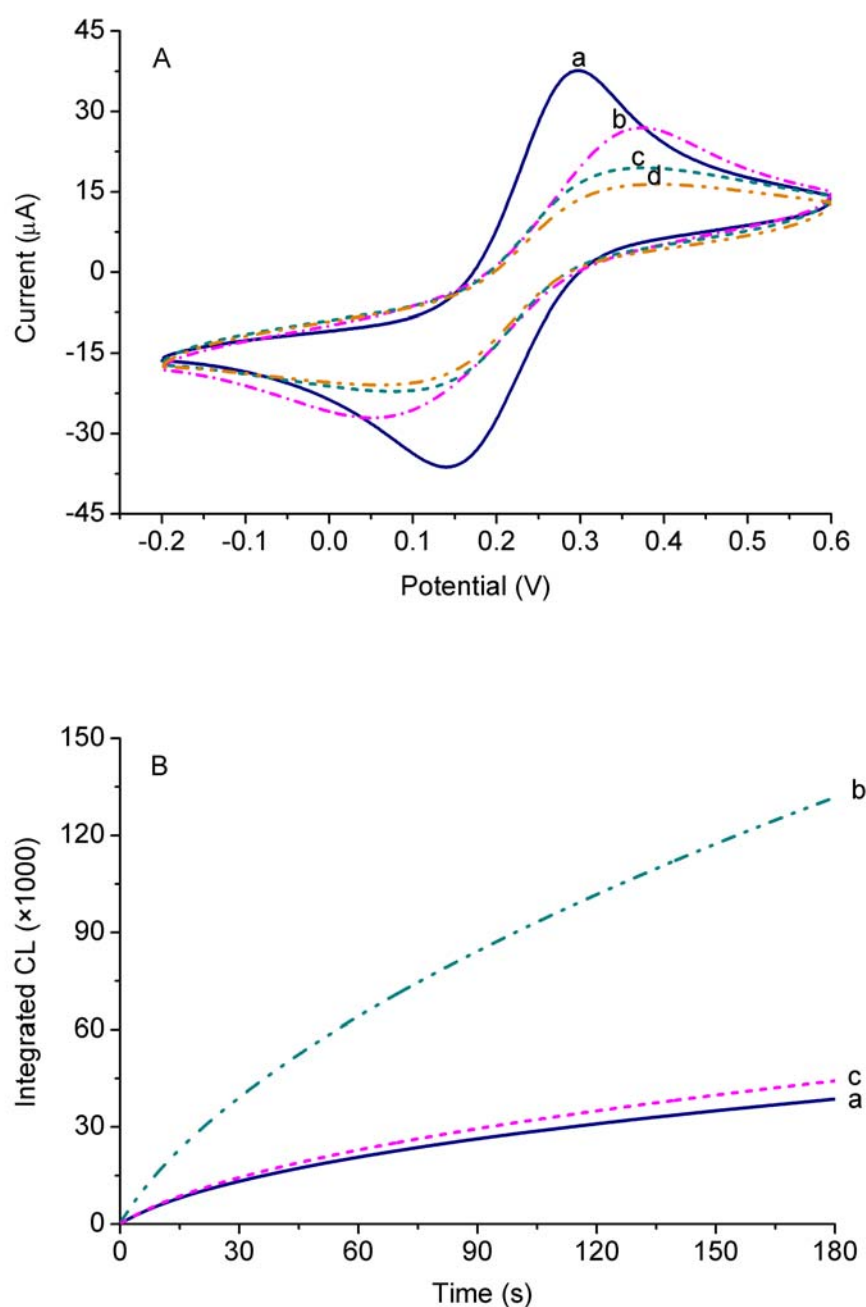 A
a
b
c
d
45
30
15
0
-15
-30
-45
Current (μA)
-0.2 -0.1 0.0 0.1 0.2 0.3 0.4 0.5 0.6
Potential (V)
B
b
c
a
150
120
90
60
30
0
Integrated CL (×1000)
0 30 60 90 120 150 180
Time (s)